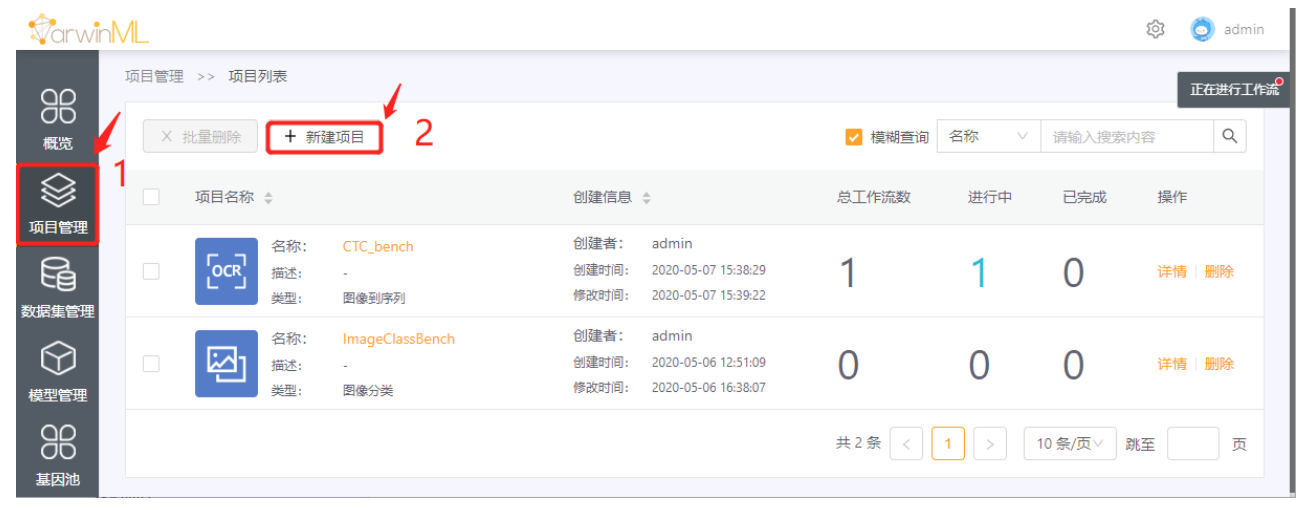 DarwinML
admin
项目管理 >> 项目列表
正在进行工作流
概览
批量删除
+ 新建项目
2
模糊查询
名称
请输入搜索内容
1
项目管理
项目名称
创建信息
总工作流数
进行中
已完成
操作
OCR
名称: CTC_bench
描述: -
类型: 图像到序列
创建者: admin
创建时间: 2020-05-07 15:38:29
修改时间: 2020-05-07 15:39:22
1
1
0
详情 | 删除
数据集管理
名称: ImageClassBench
描述: -
类型: 图像分类
创建者: admin
创建时间: 2020-05-06 12:51:09
修改时间: 2020-05-06 16:38:07
0
0
0
详情 | 删除
模型管理
共 2 条 < 1 > 10 条/页 跳至 页
基因池